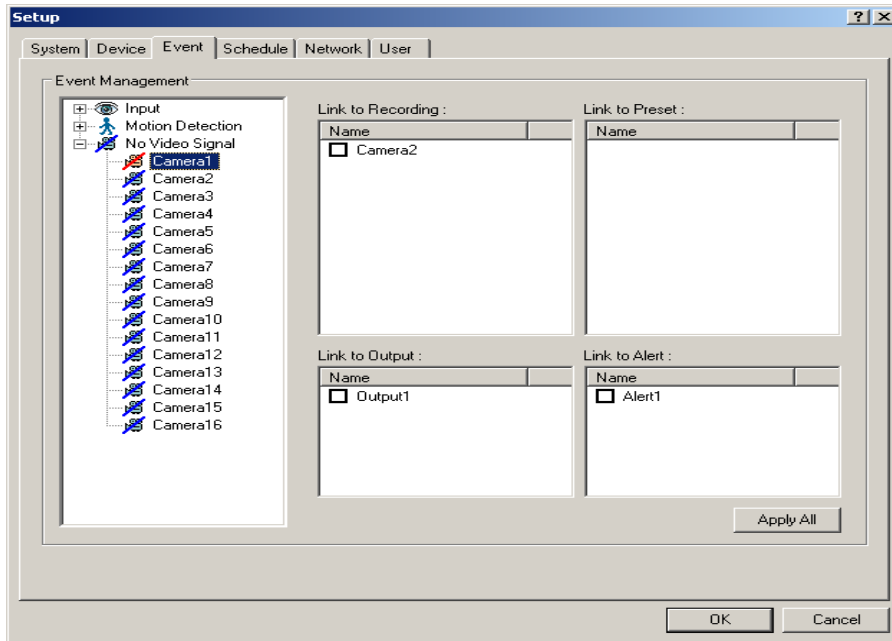 Setup
System Device Event Schedule Network User
Event Management
Input
Motion Detection
No Video Signal
Camera1
Camera2
Camera3
Camera4
Camera5
Camera6
Camera7
Camera8
Camera9
Camera10
Camera11
Camera12
Camera13
Camera14
Camera15
Camera16
Link to Recording :
Name
Camera2
Link to Preset :
Name
Link to Output :
Name
Output1
Link to Alert :
Name
Alert1
Apply All
OK Cancel